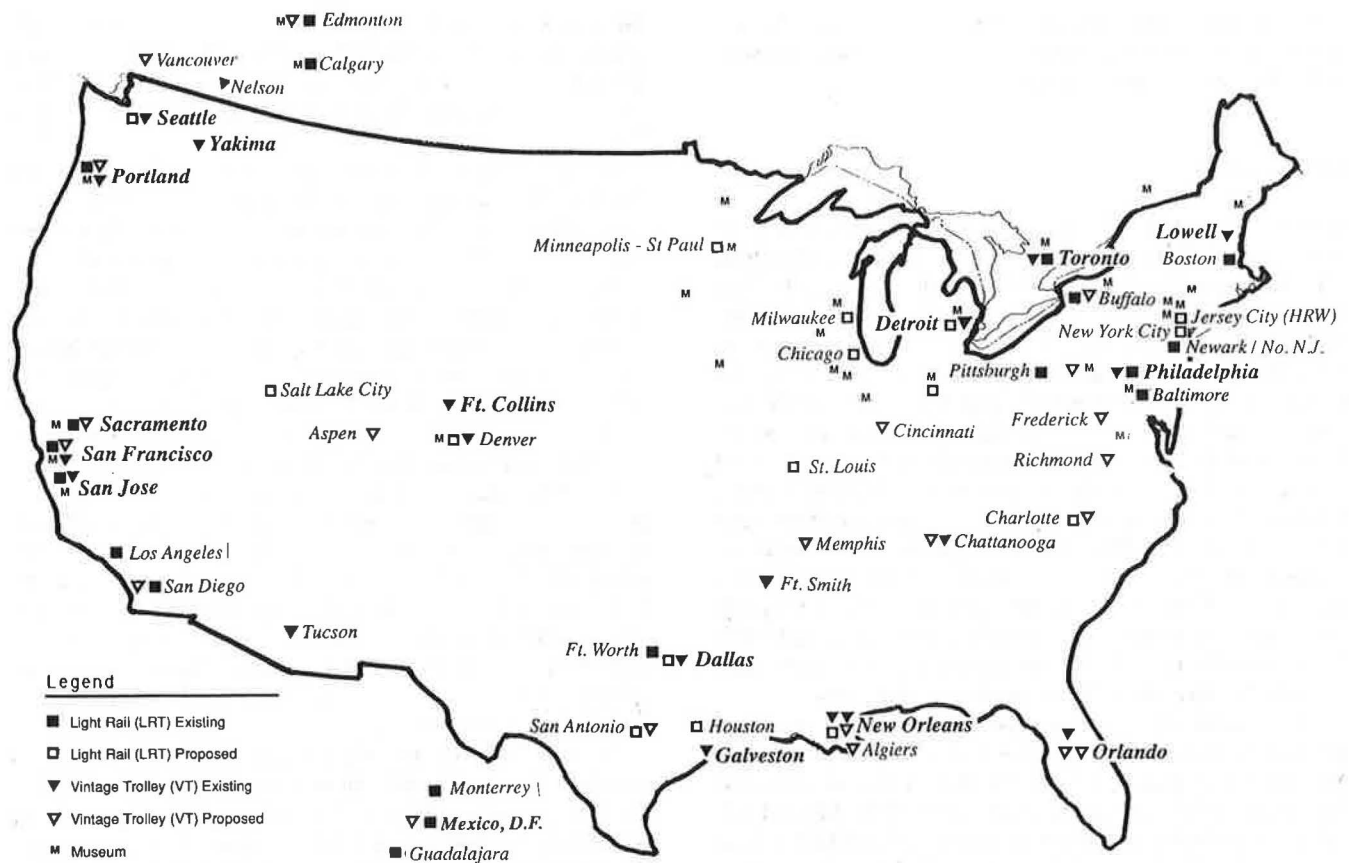 M Edmonton
Vancouver
M Calgary
Nelson
Seattle
Yakima
M
Portland
M
M
M
Lowell
Minneapolis - St Paul M
M
Toronto
Boston
M
M
Buffalo
M
M
M
M
Milwaukee
M
M
Detroit
Jersey City (HRW)
New York City
Chicago
M
M
M
Newark / No. N.J.
Pittsburgh
M
Philadelphia
M
M
M
Baltimore
Salt Lake City
Ft. Collins
M Sacramento
Aspen
M Denver
Cincinnati
Frederick
M
San Francisco
M
San Jose
M
St. Louis
Richmond
Charlotte
Los Angeles
Memphis
Chattanooga
San Diego
Ft. Smith
Tucson
Ft. Worth
Dallas
San Antonio
Houston
New Orleans
Galveston
Algiers
Orlando
Monterrey
Mexico, D.F.
Guadalajara
Legend
Light Rail (LRT) Existing
Light Rail (LRT) Proposed
Vintage Trolley (VT) Existing
Vintage Trolley (VT) Proposed
M Museum